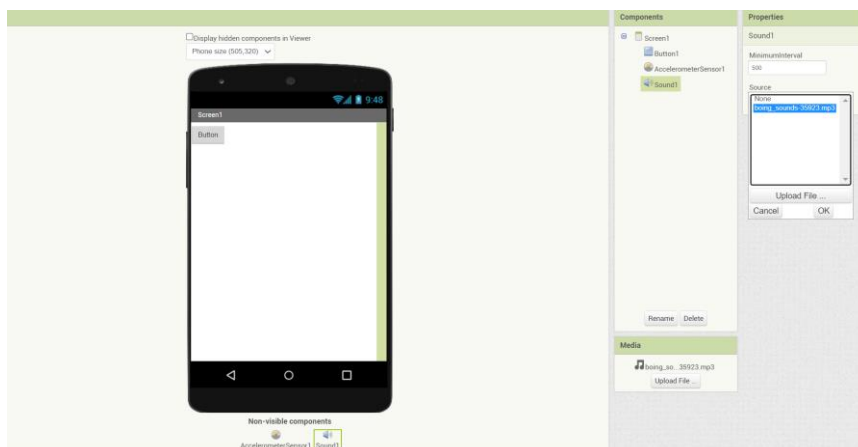 Display hidden components in Viewer
Phone size (505,320)
9:48
Screen1
Button
Non-visible components
AccelerometerSensor1 Sound1
Components
Screen1
Button1
AccelerometerSensor1
Sound1
Rename Delete
Media
boing_so...35923.mp3
Upload File ...
Properties
Sound1
MinimumInterval
500
Source
None
boing_sounds-35923.mp3
Upload File ...
Cancel OK